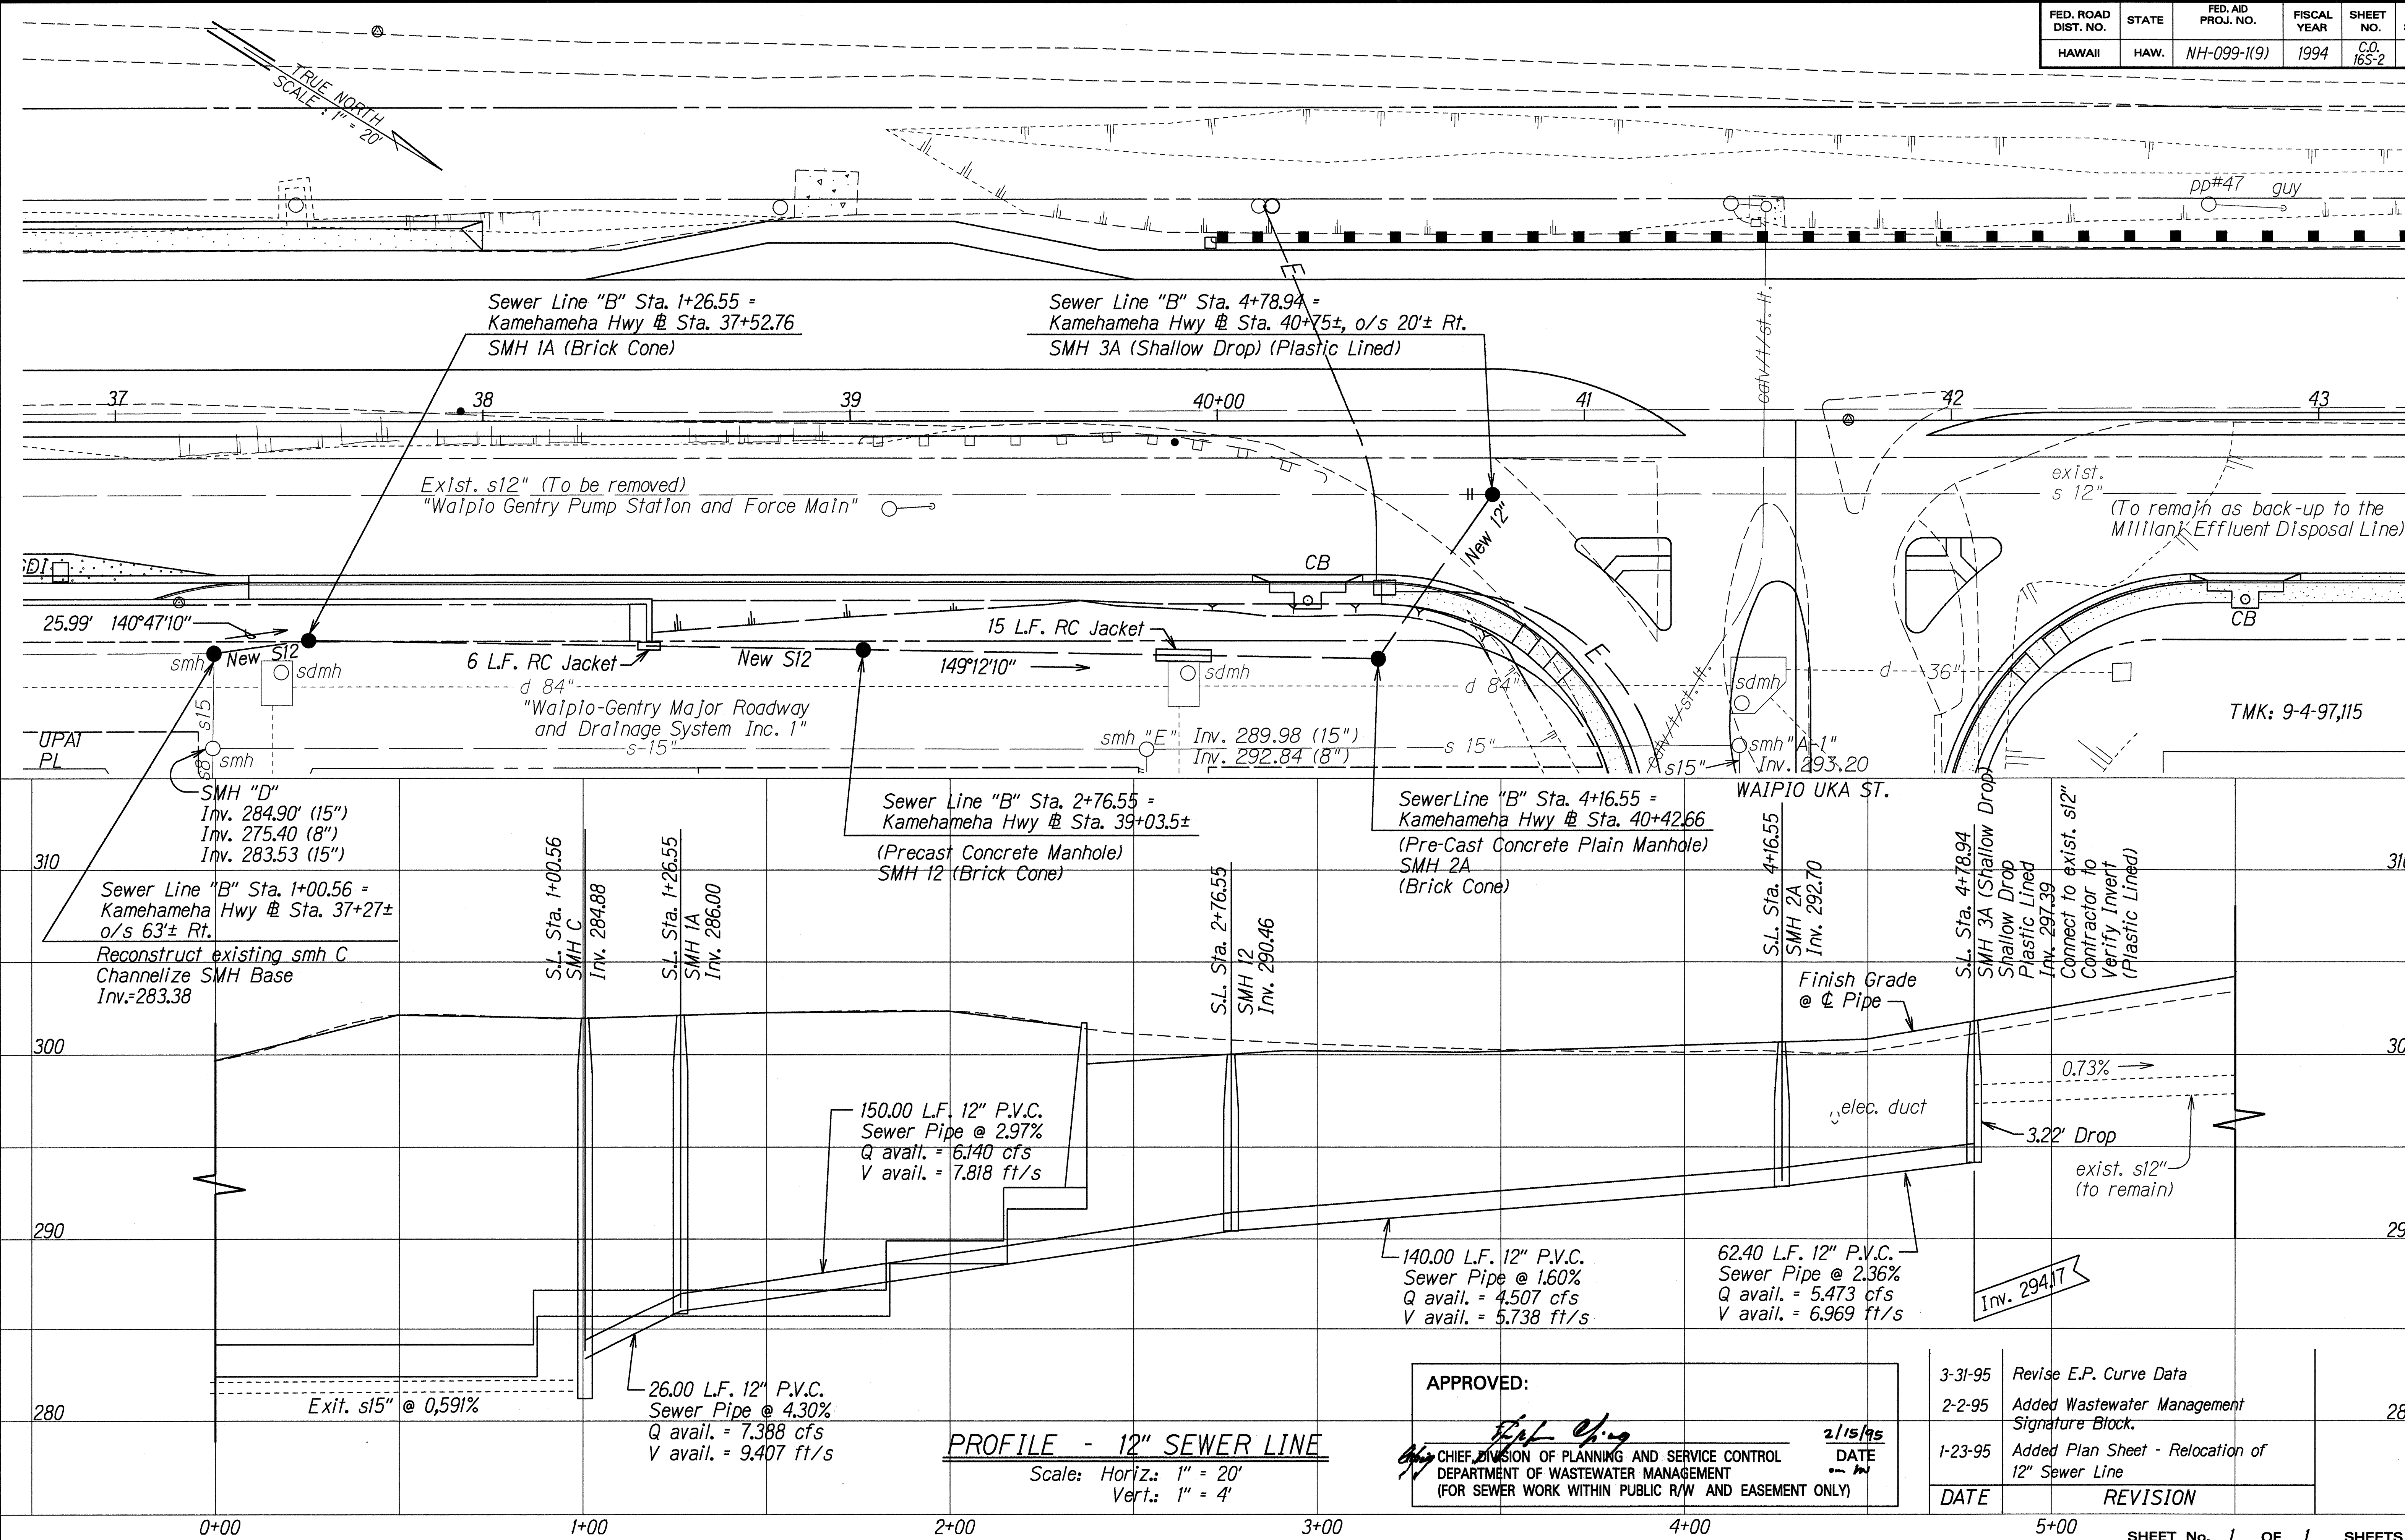 FED. ROAD DIST. NO.
STATE
FED. AID PROJ. NO.
FISCAL YEAR
SHEET NO.
HAWAII
HAW.
NH-099-1(9)
1994
C.O. 16S-2
TRUE NORTH
SCALE : 1" = 20'
pp#47
guy
Sewer Line "B" Sta. 1+26.55 =
Kamehameha Hwy ℄ Sta. 37+52.76
SMH 1A (Brick Cone)
Sewer Line "B" Sta. 4+78.94 =
Kamehameha Hwy ℄ Sta. 40+75±, o/s 20'± Rt.
SMH 3A (Shallow Drop) (Plastic Lined)
catv/t/st. lt.
37
38
39
40+00
41
42
43
Exist. s12" (To be removed)
"Waipio Gentry Pump Station and Force Main"
New 12"
exist.
s 12"
(To remain as back-up to the
Mililani Effluent Disposal Line)
GDI
CB
CB
25.99' 140°47'10"
smh
New S12
sdmh
6 L.F. RC Jacket
New S12
15 L.F. RC Jacket
149°12'10"
sdmh
E
sdmh
d 84"
d 84"
d 36"
"Waipio-Gentry Major Roadway
and Drainage System Inc. 1"
TMK: 9-4-97,115
s15
UPAI
PL
s8
smh
s-15"
smh "E"
Inv. 289.98 (15")
Inv. 292.84 (8")
s 15"
catv/t/st. lt.
s15"
smh "A-1"
Inv. 293.20
WAIPIO UKA ST.
SMH "D"
Inv. 284.90' (15")
Inv. 275.40 (8")
Inv. 283.53 (15")
Sewer Line "B" Sta. 2+76.55 =
Kamehameha Hwy ℄ Sta. 39+03.5±
(Precast Concrete Manhole)
SMH 12 (Brick Cone)
SewerLine "B" Sta. 4+16.55 =
Kamehameha Hwy ℄ Sta. 40+42.66
(Pre-Cast Concrete Plain Manhole)
SMH 2A
(Brick Cone)
Sewer Line "B" Sta. 1+00.56 =
Kamehameha Hwy ℄ Sta. 37+27±
o/s 63'± Rt.
Reconstruct existing smh C
Channelize SMH Base
Inv.=283.38
S.L. Sta. 1+00.56
SMH C
Inv. 284.88
S.L. Sta. 1+26.55
SMH 1A
Inv. 286.00
S.L. Sta. 2+76.55
SMH 12
Inv. 290.46
S.L. Sta. 4+16.55
SMH 2A
Inv. 292.70
S.L. Sta. 4+78.94
SMH 3A (Shallow Drop)
Shallow Drop
Plastic Lined
Inv. 297.39
Connect to exist. s12"
Contractor to
Verify Invert
(Plastic Lined)
310
300
290
280
Finish Grade
@ ℄ Pipe
0.73%
elec. duct
3.22' Drop
exist. s12"
(to remain)
150.00 L.F. 12" P.V.C.
Sewer Pipe @ 2.97%
Q avail. = 6.140 cfs
V avail. = 7.818 ft/s
140.00 L.F. 12" P.V.C.
Sewer Pipe @ 1.60%
Q avail. = 4.507 cfs
V avail. = 5.738 ft/s
62.40 L.F. 12" P.V.C.
Sewer Pipe @ 2.36%
Q avail. = 5.473 cfs
V avail. = 6.969 ft/s
Inv. 294.17
Exit. s15" @ 0,591%
26.00 L.F. 12" P.V.C.
Sewer Pipe @ 4.30%
Q avail. = 7.388 cfs
V avail. = 9.407 ft/s
PROFILE - 12" SEWER LINE
Scale: Horiz.: 1" = 20'
Vert.: 1" = 4'
APPROVED:
2/15/95
CHIEF, DIVISION OF PLANNING AND SERVICE CONTROL DATE
DEPARTMENT OF WASTEWATER MANAGEMENT
(FOR SEWER WORK WITHIN PUBLIC R/W AND EASEMENT ONLY)
3-31-95 Revise E.P. Curve Data
2-2-95 Added Wastewater Management
Signature Block.
1-23-95 Added Plan Sheet - Relocation of
12" Sewer Line
DATE REVISION
0+00
1+00
2+00
3+00
4+00
5+00
SHEET No. 1 OF 1 SHEETS